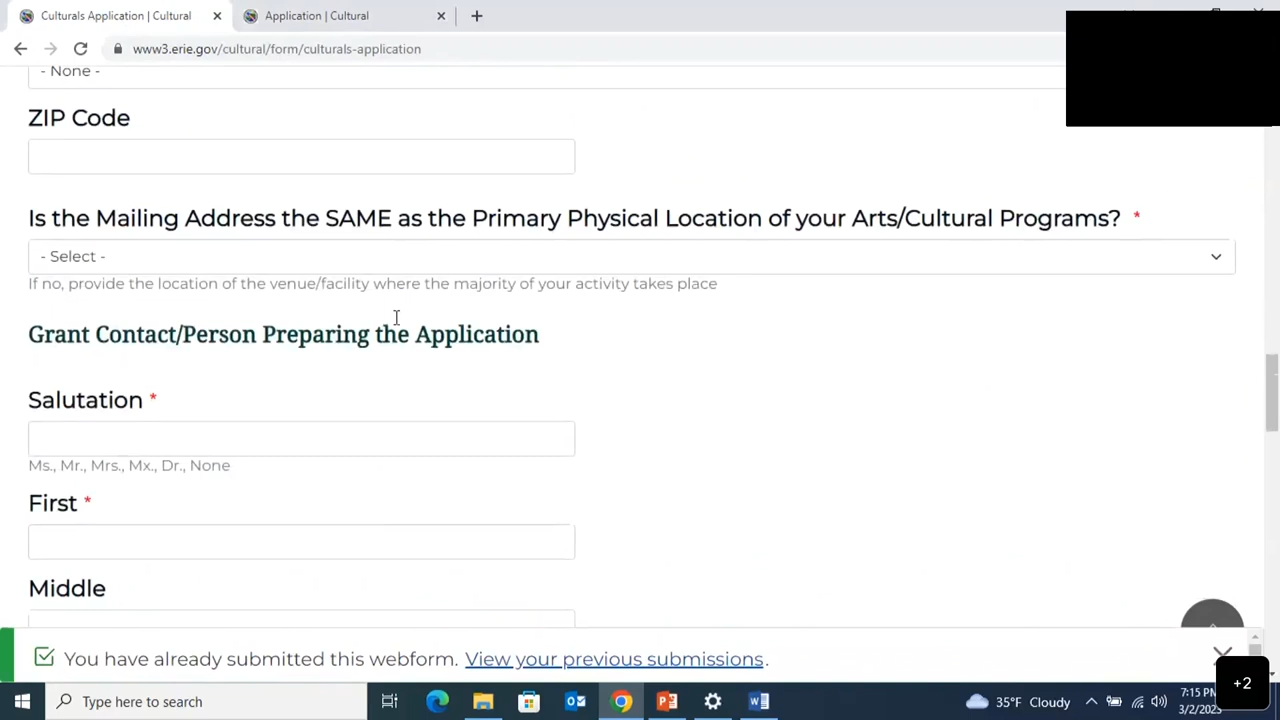 Culturals Application | Cultural
Application | Cultural
www3.erie.gov/cultural/form/culturals-application
- None -
ZIP Code
Is the Mailing Address the SAME as the Primary Physical Location of your Arts/Cultural Programs? *
- Select -
If no, provide the location of the venue/facility where the majority of your activity takes place
Grant Contact/Person Preparing the Application
Salutation *
Ms., Mr., Mrs., Mx., Dr., None
First *
Middle
You have already submitted this webform. View your previous submissions.
Type here to search
35°F Cloudy
7:15 PM
+2